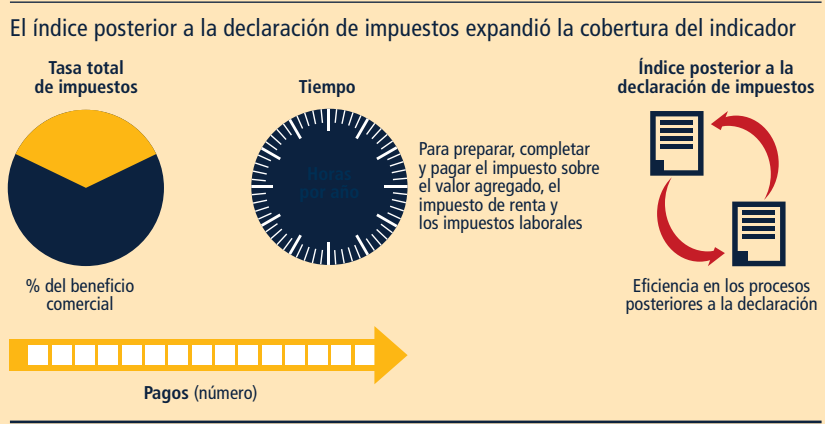 El índice posterior a la declaración de impuestos expandió la cobertura del indicador
Tasa total
de impuestos
% del beneficio
comercial
Tiempo
Horas
por año
Para preparar, completar
y pagar el impuesto sobre
el valor agregado, el
impuesto de renta y
los impuestos laborales
Índice posterior a la
declaración de impuestos
Eficiencia en los procesos
posteriores a la declaración
Pagos (número)